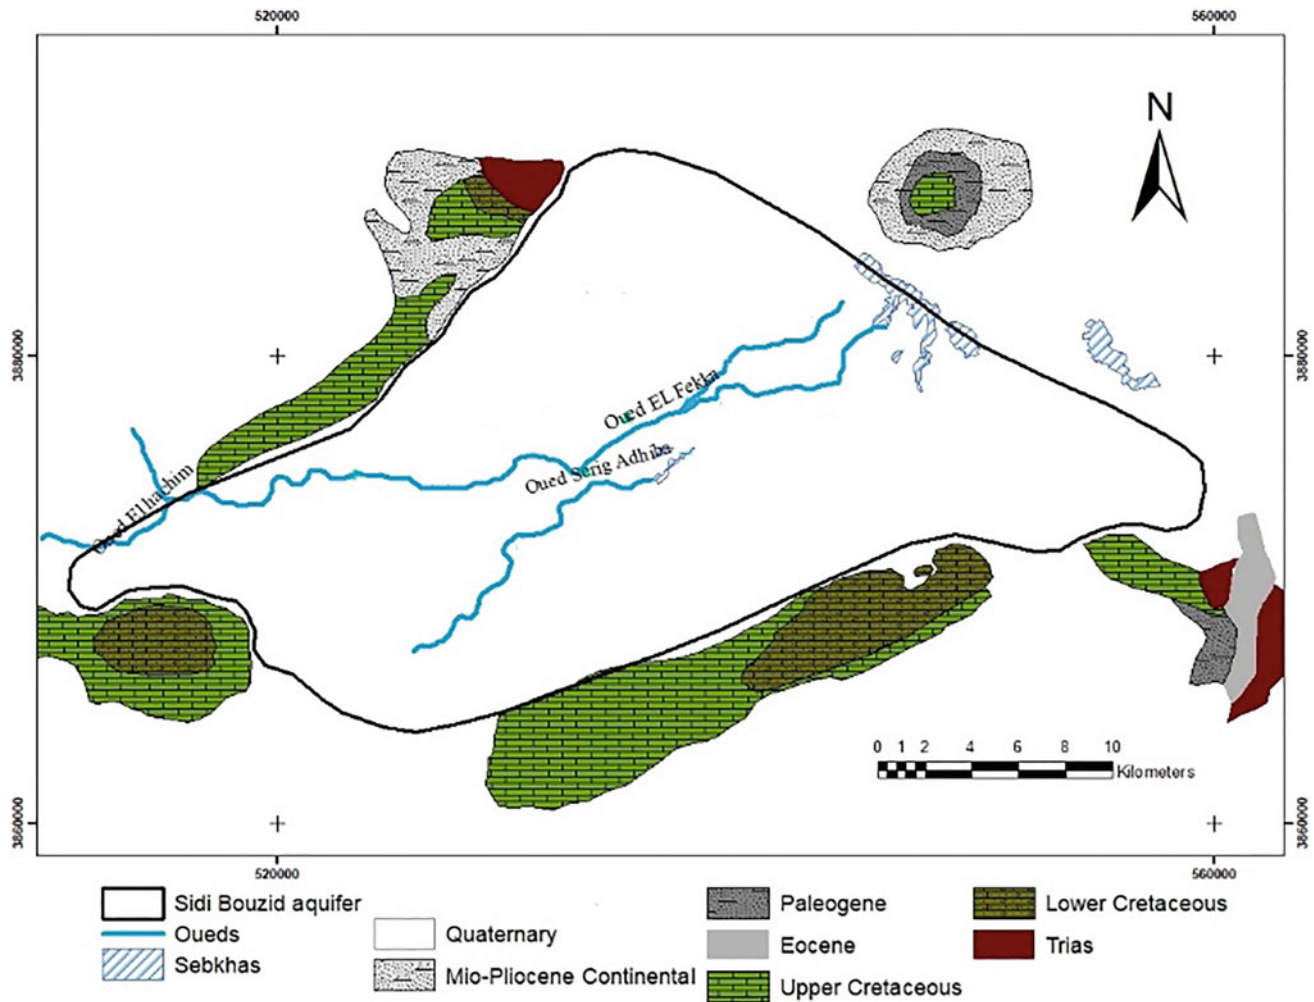 520000
560000
N
3880000
3880000
Oued EL Fekka
Oued Serig Adhiba
Oued Elhachim
0 1 2 4 6 8 10
Kilometers
3860000
3860000
520000
560000
Sidi Bouzid aquifer
Oueds
Sebkhas
Quaternary
Mio-Pliocene Continental
Paleogene
Eocene
Upper Cretaceous
Lower Cretaceous
Trias